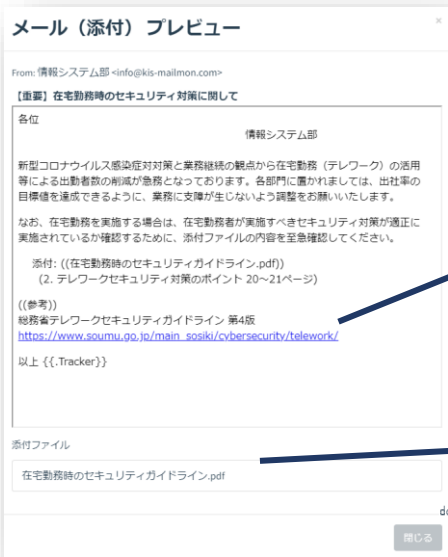 メール（添付）プレビュー
×
From: 情報システム部 <info@kis-mailmon.com>
【重要】在宅勤務時のセキュリティ対策に関して
各位
情報システム部
新型コロナウイルス感染症対対策と業務継続の観点から在宅勤務（テレワーク）の活用
等による出勤者数の削減が急務となっております。各部門に置かれましては、出社率の
目標値を達成できるように、業務に支障が生じないよう調整をお願いいたします。
なお、在宅勤務を実施する場合は、在宅勤務者が実施すべきセキュリティ対策が適正に
実施されているか確認するために、添付ファイルの内容を至急確認してください。
添付: ((在宅勤務時のセキュリティガイドライン.pdf))
(2. テレワークセキュリティ対策のポイント 20～21ページ)
((参考))
総務省テレワークセキュリティガイドライン 第4版
https://www.soumu.go.jp/main_sosiki/cybersecurity/telework/
以上 {{.Tracker}}
添付ファイル
在宅勤務時のセキュリティガイドライン.pdf
閉じる